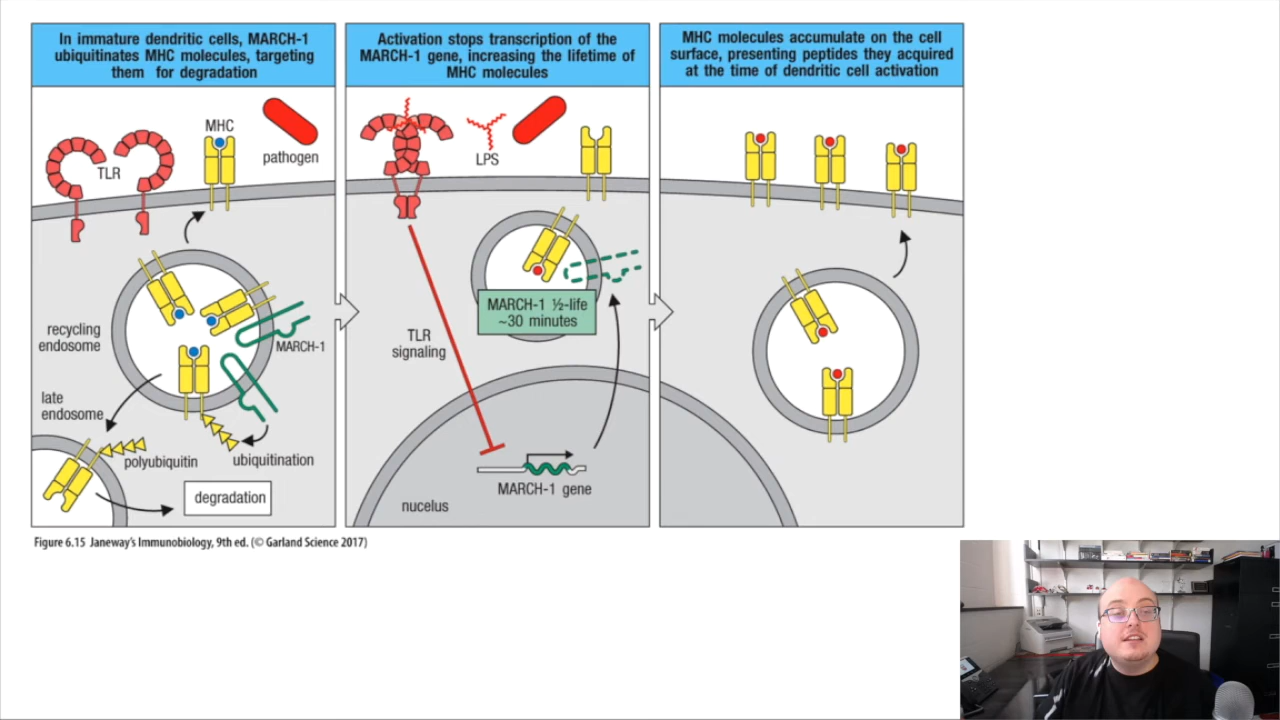 In immature dendritic cells, MARCH-1
ubiquitinates MHC molecules, targeting
them for degradation
TLR
MHC
pathogen
recycling
endosome
MARCH-1
late
endosome
polyubiquitin
ubiquitination
degradation
Activation stops transcription of the
MARCH-1 gene, increasing the lifetime of
MHC molecules
LPS
MARCH-1 ½-life
~30 minutes
TLR
signaling
MARCH-1 gene
nucelus
MHC molecules accumulate on the cell
surface, presenting peptides they acquired
at the time of dendritic cell activation
Figure 6.15 Janeway's Immunobiology, 9th ed. (© Garland Science 2017)